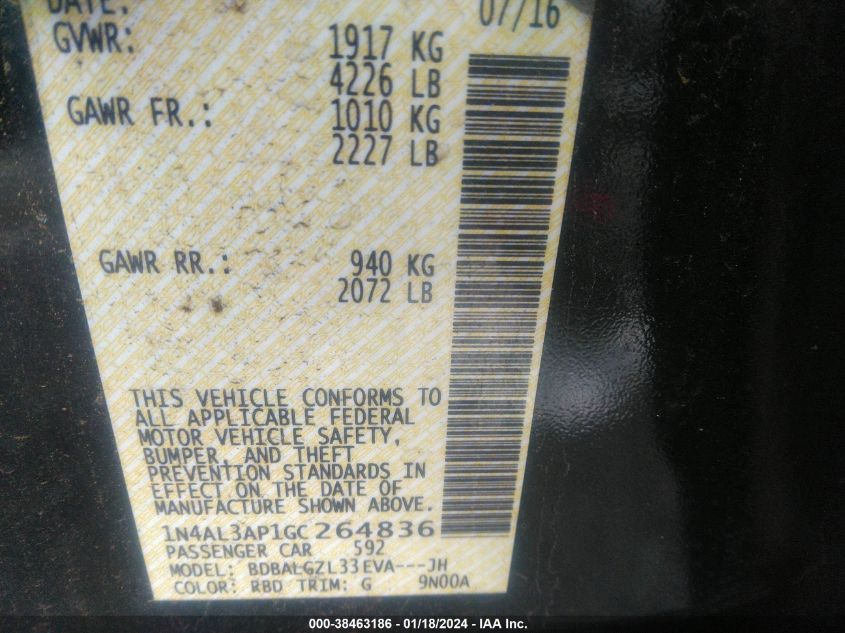 DATE: 07/16
GVWR: 1917 KG
4226 LB
GAWR FR.: 1010 KG
2227 LB
GAWR RR.: 940 KG
2072 LB
THIS VEHICLE CONFORMS TO
ALL APPLICABLE FEDERAL
MOTOR VEHICLE SAFETY,
BUMPER, AND THEFT
PREVENTION STANDARDS IN
EFFECT ON THE DATE OF
MANUFACTURE SHOWN ABOVE.
1N4AL3AP1GC264836
PASSENGER CAR 592
MODEL: BDBALGZL33EVA---JH
COLOR: RBD TRIM: G 9N00A
000-38463186 - 01/18/2024 - IAA Inc.